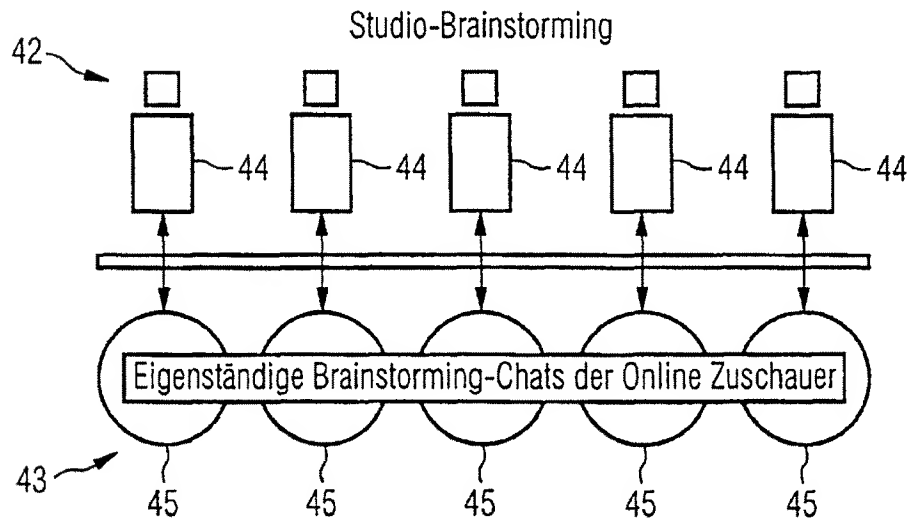 Studio-Brainstorming
42
44 44 44 44 44
Eigenständige Brainstorming-Chats der Online Zuschauer
43
45 45 45 45 45